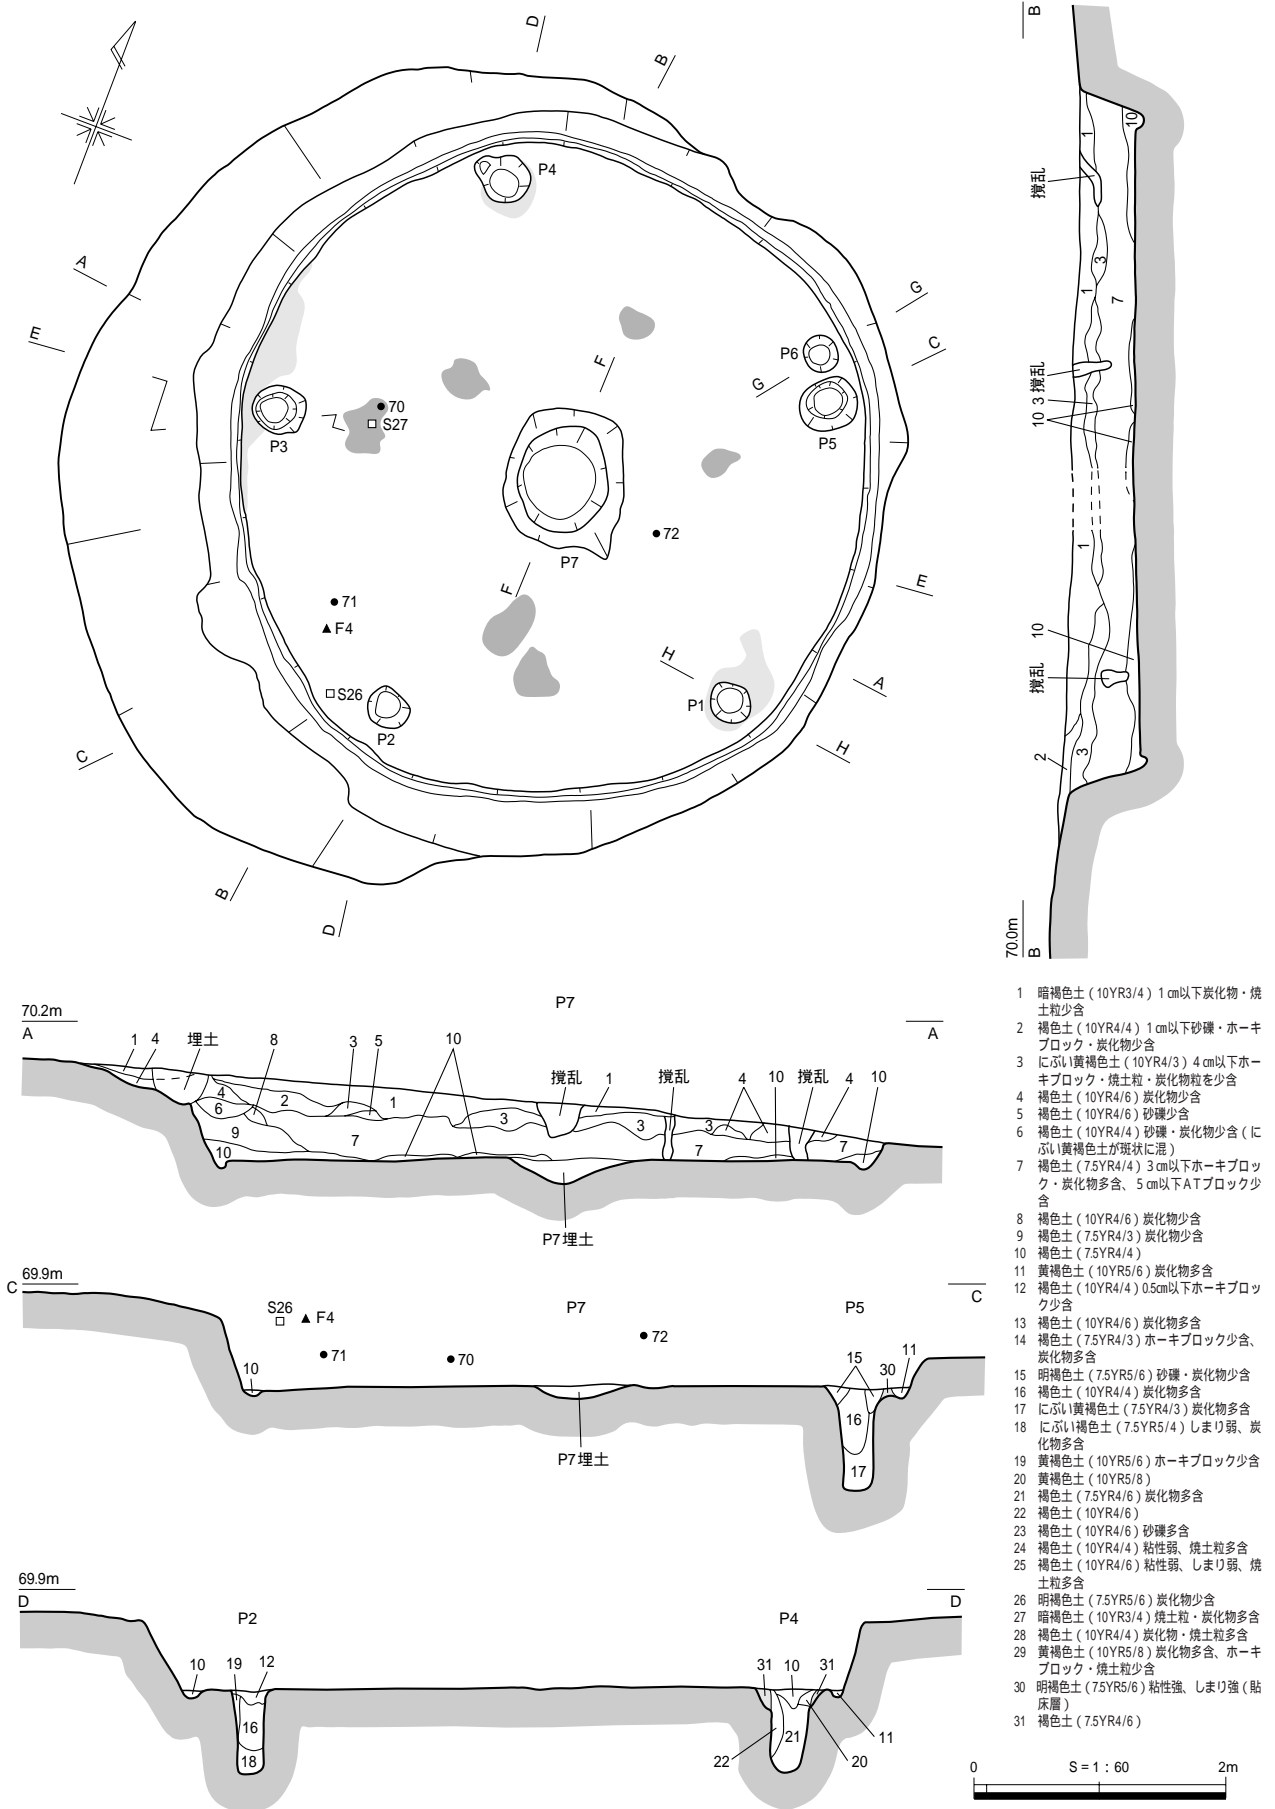 D
B
B
P4
A
E
G
C
P6
F
G
70
S27
P3
P5
72
P7
F
E
71
F4
H
A
S26
P1
P2
H
C
B
D
1
10
撹乱
3
1
7
撹乱
3
10
1
10
撹乱
2
3
70.0m
B
70.2m
P7
A
A
1 4 埋土 8 3 5 10
撹乱 1 撹乱 4 10 撹乱 4 10
4 2 1
6 3 3 3
9 7 7 7
10
P7埋土
69.9m
C
C
S26
F4
P7
P5
72
71
70
10
15 30 11
16
17
P7埋土
69.9m
D
D
P2
P4
10 19 12
31 10 31
16
18
21
22
20
11
1 暗褐色土(10YR3/4)1㎝以下炭化物・焼
土粒少含
2 褐色土(10YR4/4)1㎝以下砂礫・ホーキ
ブロック・炭化物少含
3 にぶい黄褐色土(10YR4/3)4㎝以下ホー
キブロック・焼土粒・炭化物粒を少含
4 褐色土(10YR4/6)炭化物少含
5 褐色土(10YR4/6)砂礫少含
6 褐色土(10YR4/4)砂礫・炭化物少含(に
ぶい黄褐色土が斑状に混)
7 褐色土(7.5YR4/4)3㎝以下ホーキブロッ
ク・炭化物多含、5㎝以下ATブロック少
含
8 褐色土(10YR4/6)炭化物少含
9 褐色土(7.5YR4/3)炭化物少含
10 褐色土(7.5YR4/4)
11 黄褐色土(10YR5/6)炭化物多含
12 褐色土(10YR4/4)0.5㎝以下ホーキブロッ
ク少含
13 褐色土(10YR4/6)炭化物多含
14 褐色土(7.5YR4/3)ホーキブロック少含、
炭化物多含
15 明褐色土(7.5YR5/6)砂礫・炭化物少含
16 褐色土(10YR4/4)炭化物多含
17 にぶい黄褐色土(7.5YR4/3)炭化物多含
18 にぶい褐色土(7.5YR5/4)しまり弱、炭
化物多含
19 黄褐色土(10YR5/6)ホーキブロック少含
20 黄褐色土(10YR5/8)
21 褐色土(7.5YR4/6)炭化物多含
22 褐色土(10YR4/6)
23 褐色土(10YR4/6)砂礫多含
24 褐色土(10YR4/4)粘性弱、焼土粒多含
25 褐色土(10YR4/6)粘性弱、しまり弱、焼
土粒多含
26 明褐色土(7.5YR5/6)炭化物少含
27 暗褐色土(10YR3/4)焼土粒・炭化物多含
28 褐色土(10YR4/4)炭化物・焼土粒多含
29 黄褐色土(10YR5/8)炭化物多含、ホーキ
ブロック・焼土粒少含
30 明褐色土(7.5YR5/6)粘性強、しまり強(貼
床層)
31 褐色土(7.5YR4/6)
0 S=1:60 2m